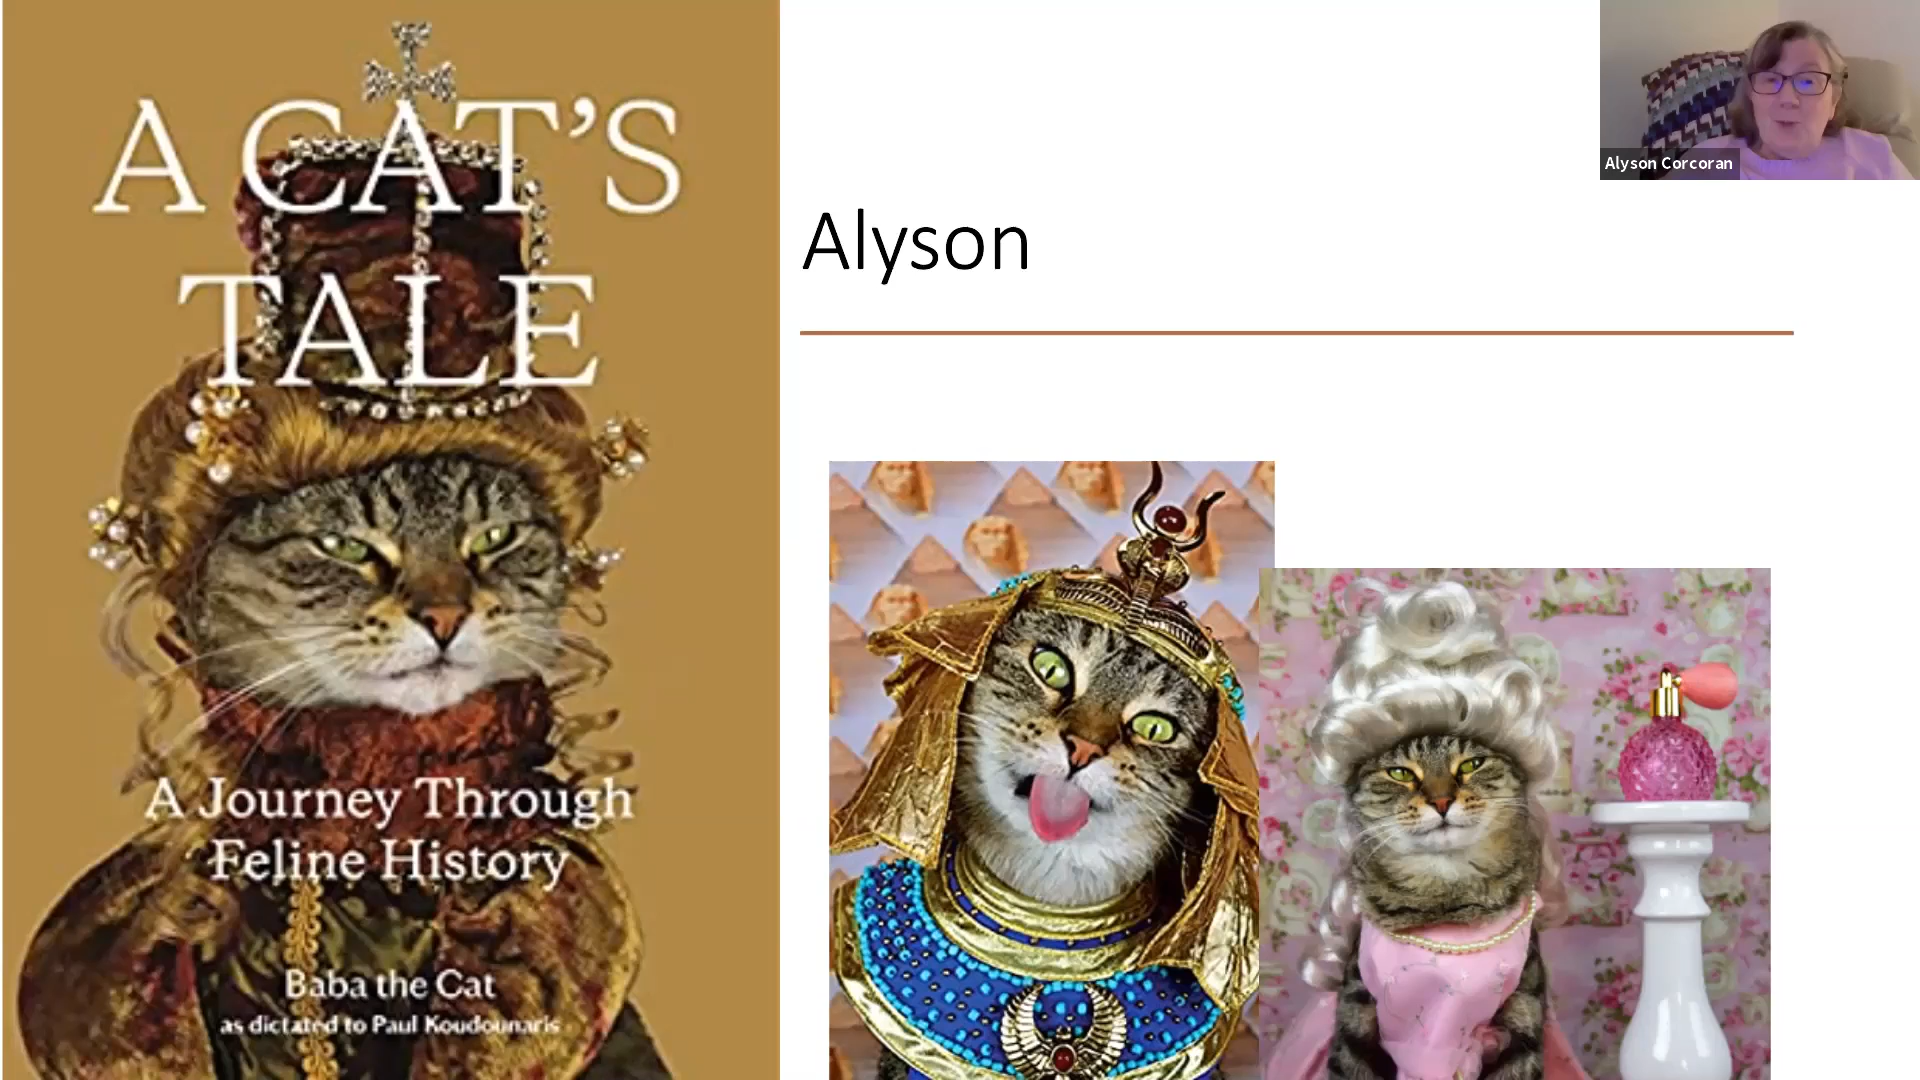 A CAT'S
TALE
A Journey Through
Feline History
Baba the Cat
as dictated to Paul Koudounaris
Alyson
Alyson Corcoran